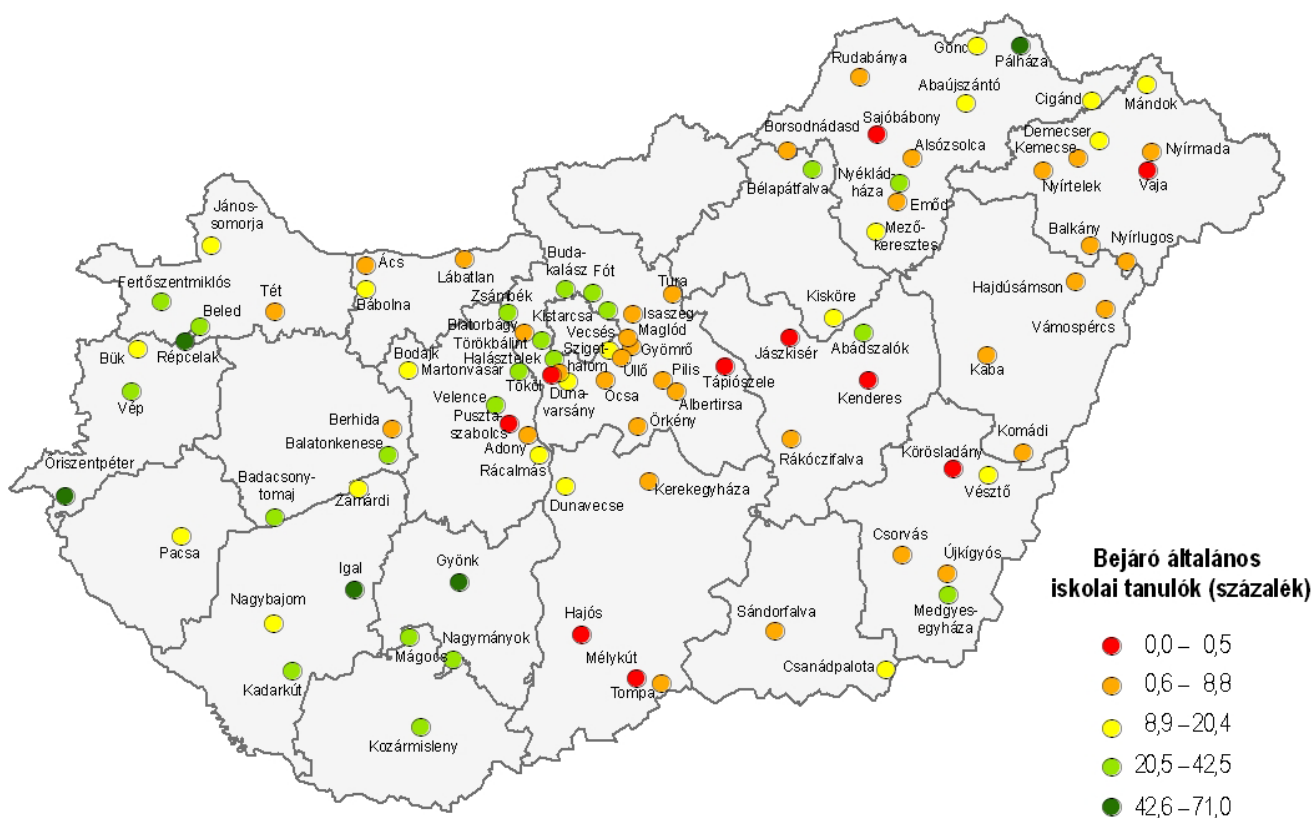 Rudabánya
Gönc
Pálháza
Abaújszántó
Cigánd
Mándok
Sajóbábony
Borsodnádasd
Alsózsolca
Demecser
Kemecse
Nyírmada
Bélapátfalva
Nyéklád-
háza
Nyírtelek
Vaja
Emőd
Mező-
keresztes
Balkány
Nyírlugos
János-
somorja
Ács
Lábatlan
Buda-
kalász
Fót
Tura
Hajdúsámson
Fertőszentmiklós
Tét
Bábolna
Zsámbék
Kistarcsa
Isaszeg
Kisköre
Vámospércs
Beled
Biatorbágy
Vecsés
Maglód
Bük
Répcelak
Bodajk
Törökbálint
Sziget-
halom
Gyömrő
Jászkisér
Abádszalók
Martonvásár
Halásztelek
Üllő
Kaba
Tököl
Pilis
Tápiószele
Kenderes
Vép
Velence
Duna-
varsány
Ócsa
Albertirsa
Berhida
Puszta-
szabolcs
Örkény
Balatonkenese
Adony
Rákóczifalva
Komádi
Őriszentpéter
Rácalmás
Körösladány
Badacsony-
tomaj
Zamárdi
Dunavecse
Kerekegyháza
Vésztő
Pacsa
Csorvás
Újkígyós
Igal
Gyönk
Medgyes-
egyháza
Nagybajom
Hajós
Sándorfalva
Mágocs
Nagymányok
Mélykút
Csanádpalota
Kadarkút
Tompa
Kozármisleny
Bejáró általános
iskolai tanulók (százalék)
0,0 – 0,5
0,6 – 8,8
8,9 – 20,4
20,5 – 42,5
42,6 – 71,0